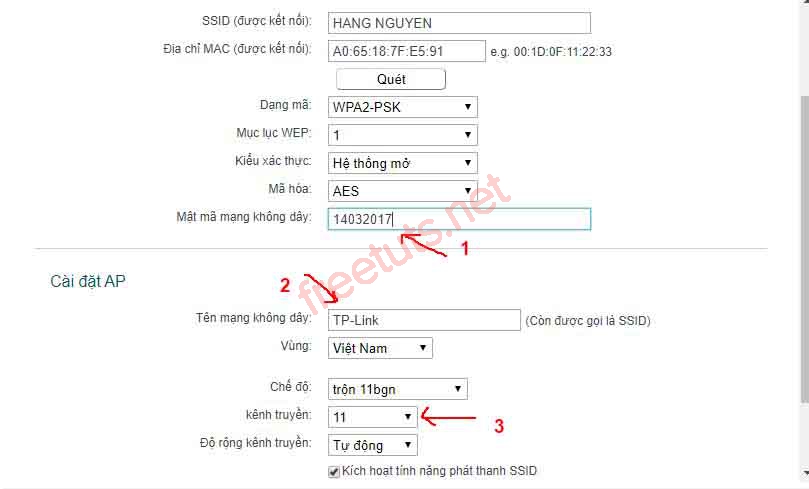 SSID (được kết nối): HANG NGUYEN
Địa chỉ MAC (được kết nối): A0:65:18:7F:E5:91 e.g. 00:1D:0F:11:22:33
Quét
Dạng mã: WPA2-PSK
Mục lục WEP: 1
Kiểu xác thực: Hệ thống mở
Mã hóa: AES
Mật mã mạng không dây: 14032017
1
Cài đặt AP
2
freetuts.net
Tên mạng không dây: TP-Link (Còn được gọi là SSID)
Vùng: Việt Nam
Chế độ: trộn 11bgn
kênh truyền: 11
3
Độ rộng kênh truyền: Tự động
Kích hoạt tính năng phát thanh SSID